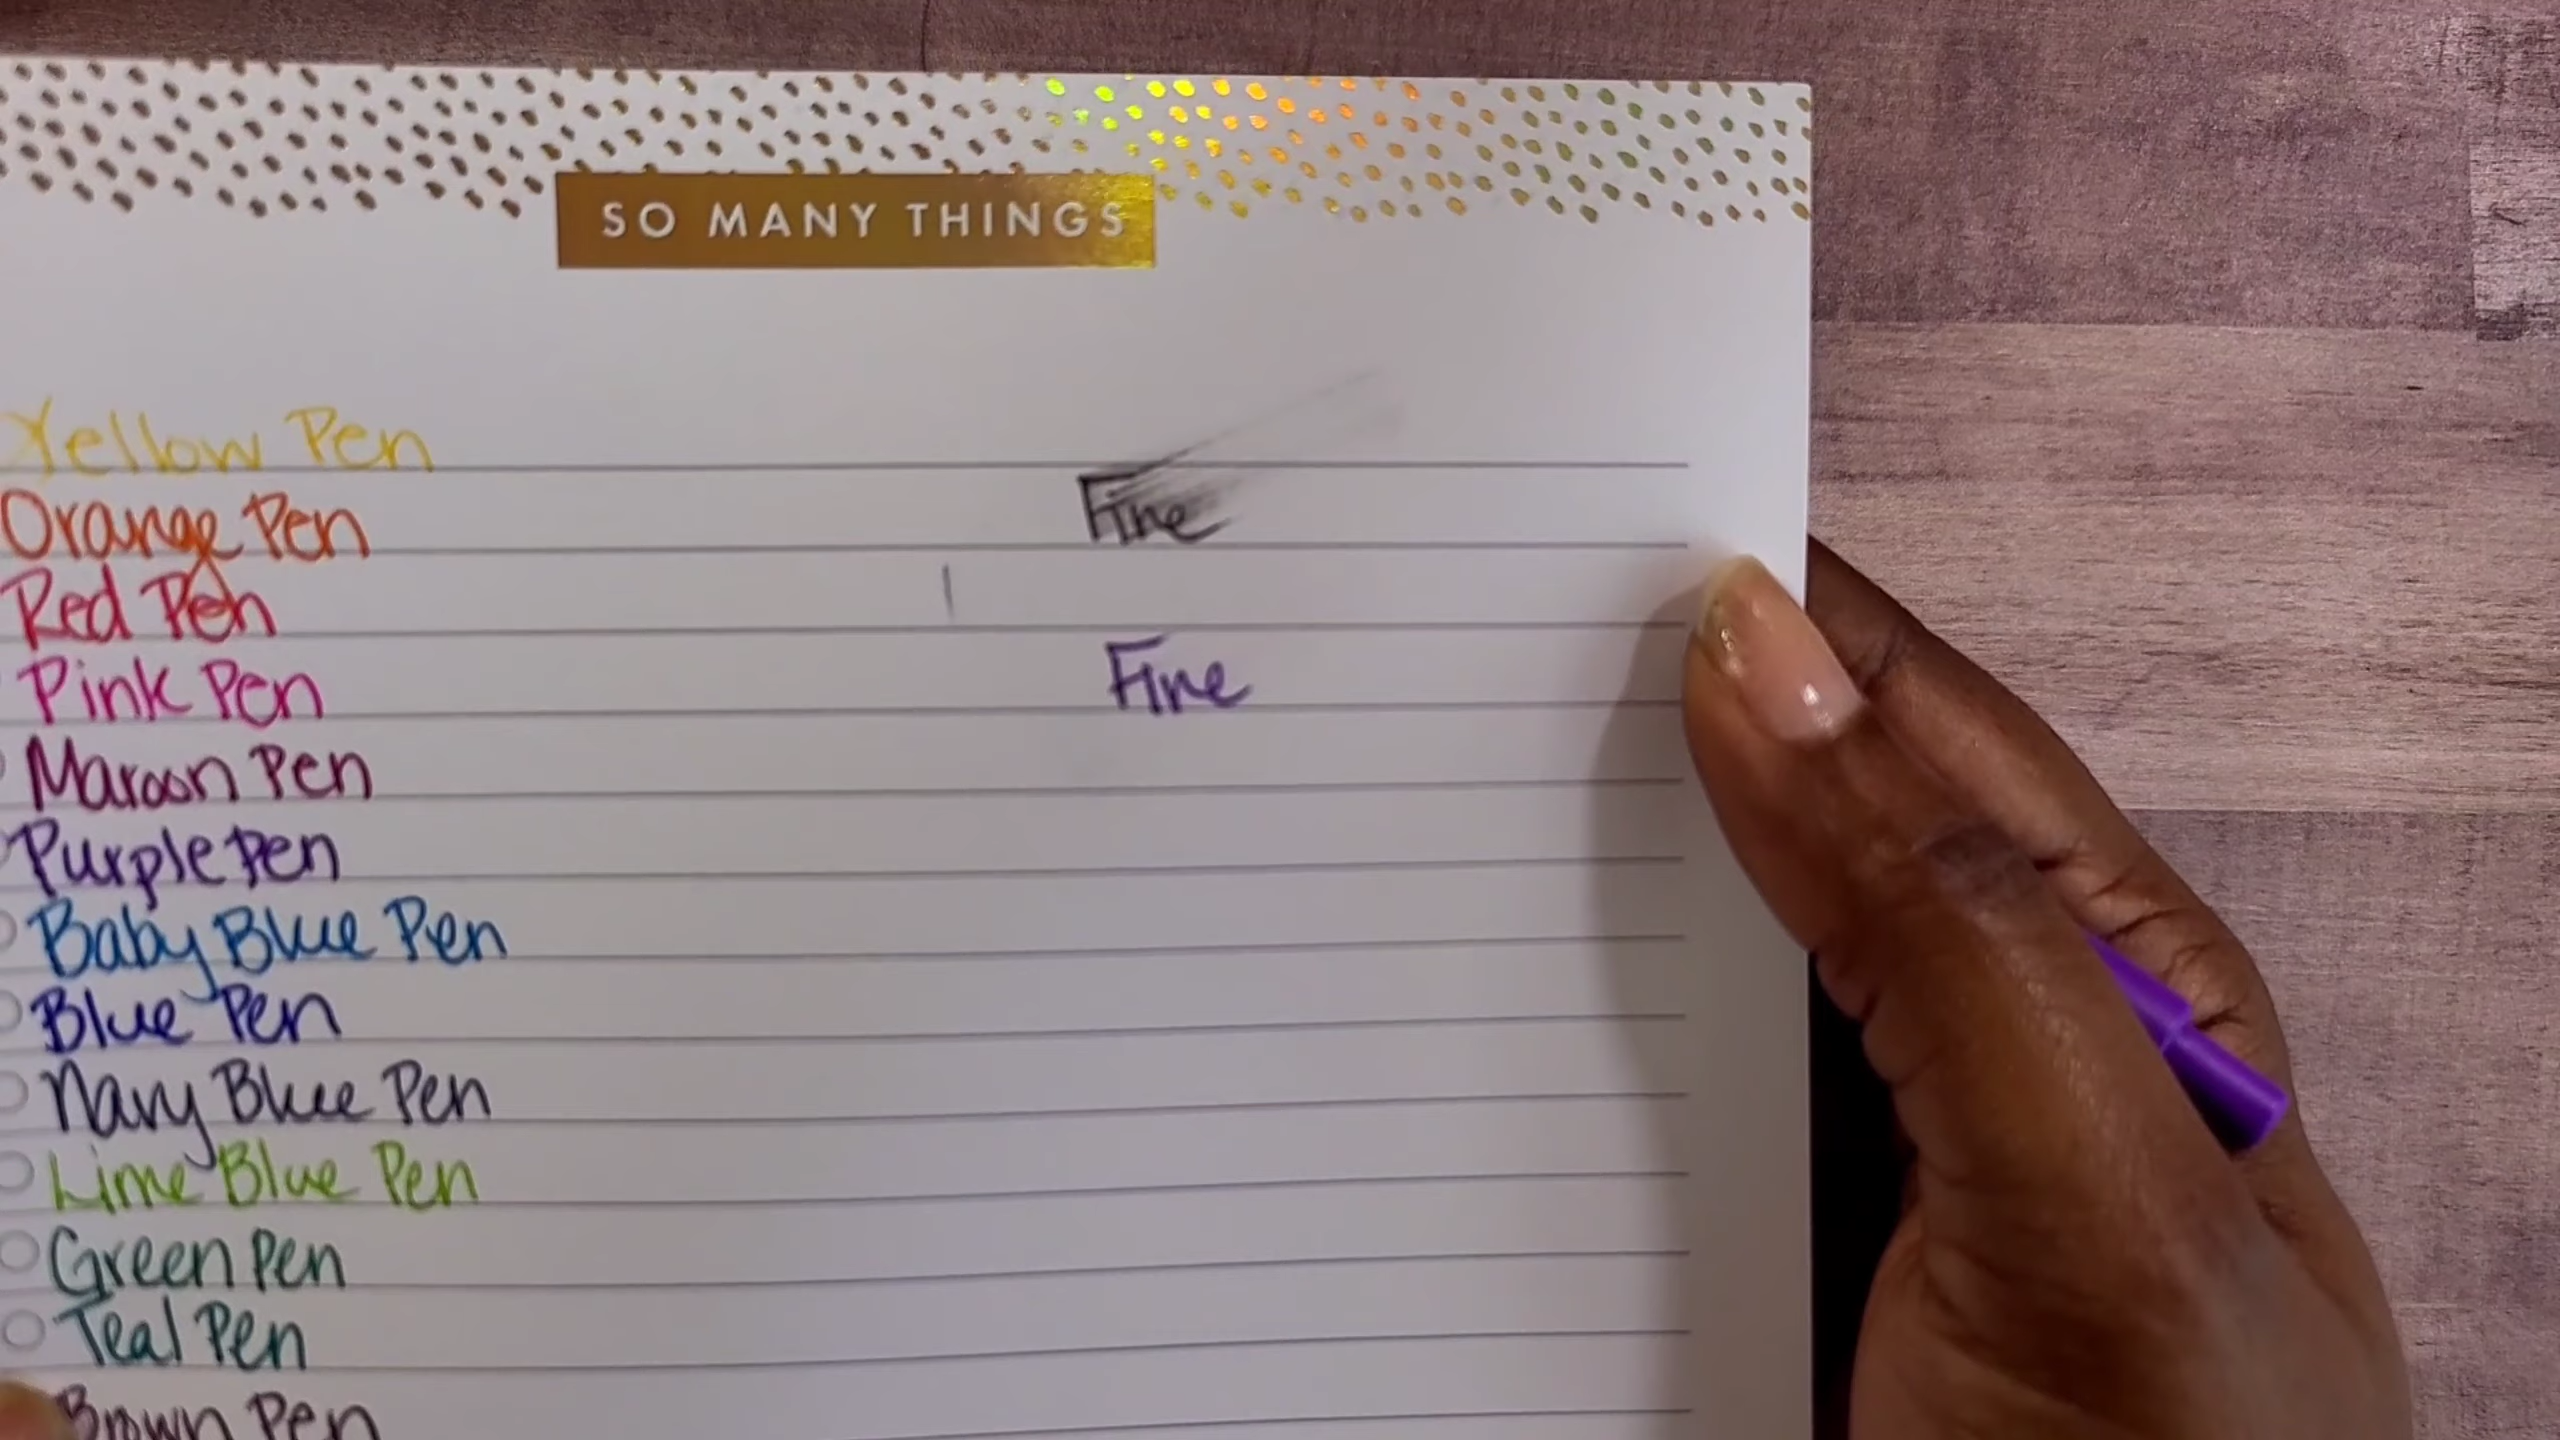 SO MANY THINGS
Yellow Pen
Orange Pen
Fine
Red Pen
Pink Pen
Fine
Maroon Pen
Purple Pen
Baby Blue Pen
Blue Pen
Navy Blue Pen
Lime Blue Pen
Green Pen
Teal Pen
Brown Pen